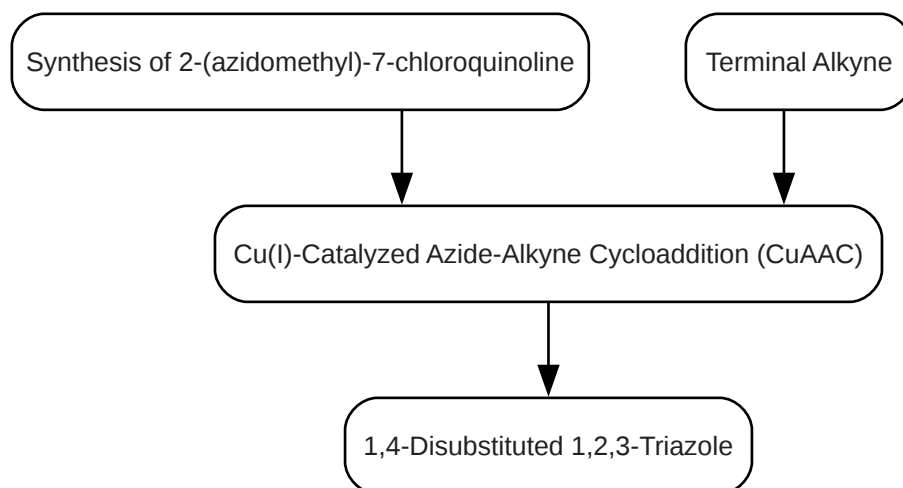 Synthesis of 2-(azidomethyl)-7-chloroquinoline
Terminal Alkyne
Cu(I)-Catalyzed Azide-Alkyne Cycloaddition (CuAAC)
1,4-Disubstituted 1,2,3-Triazole